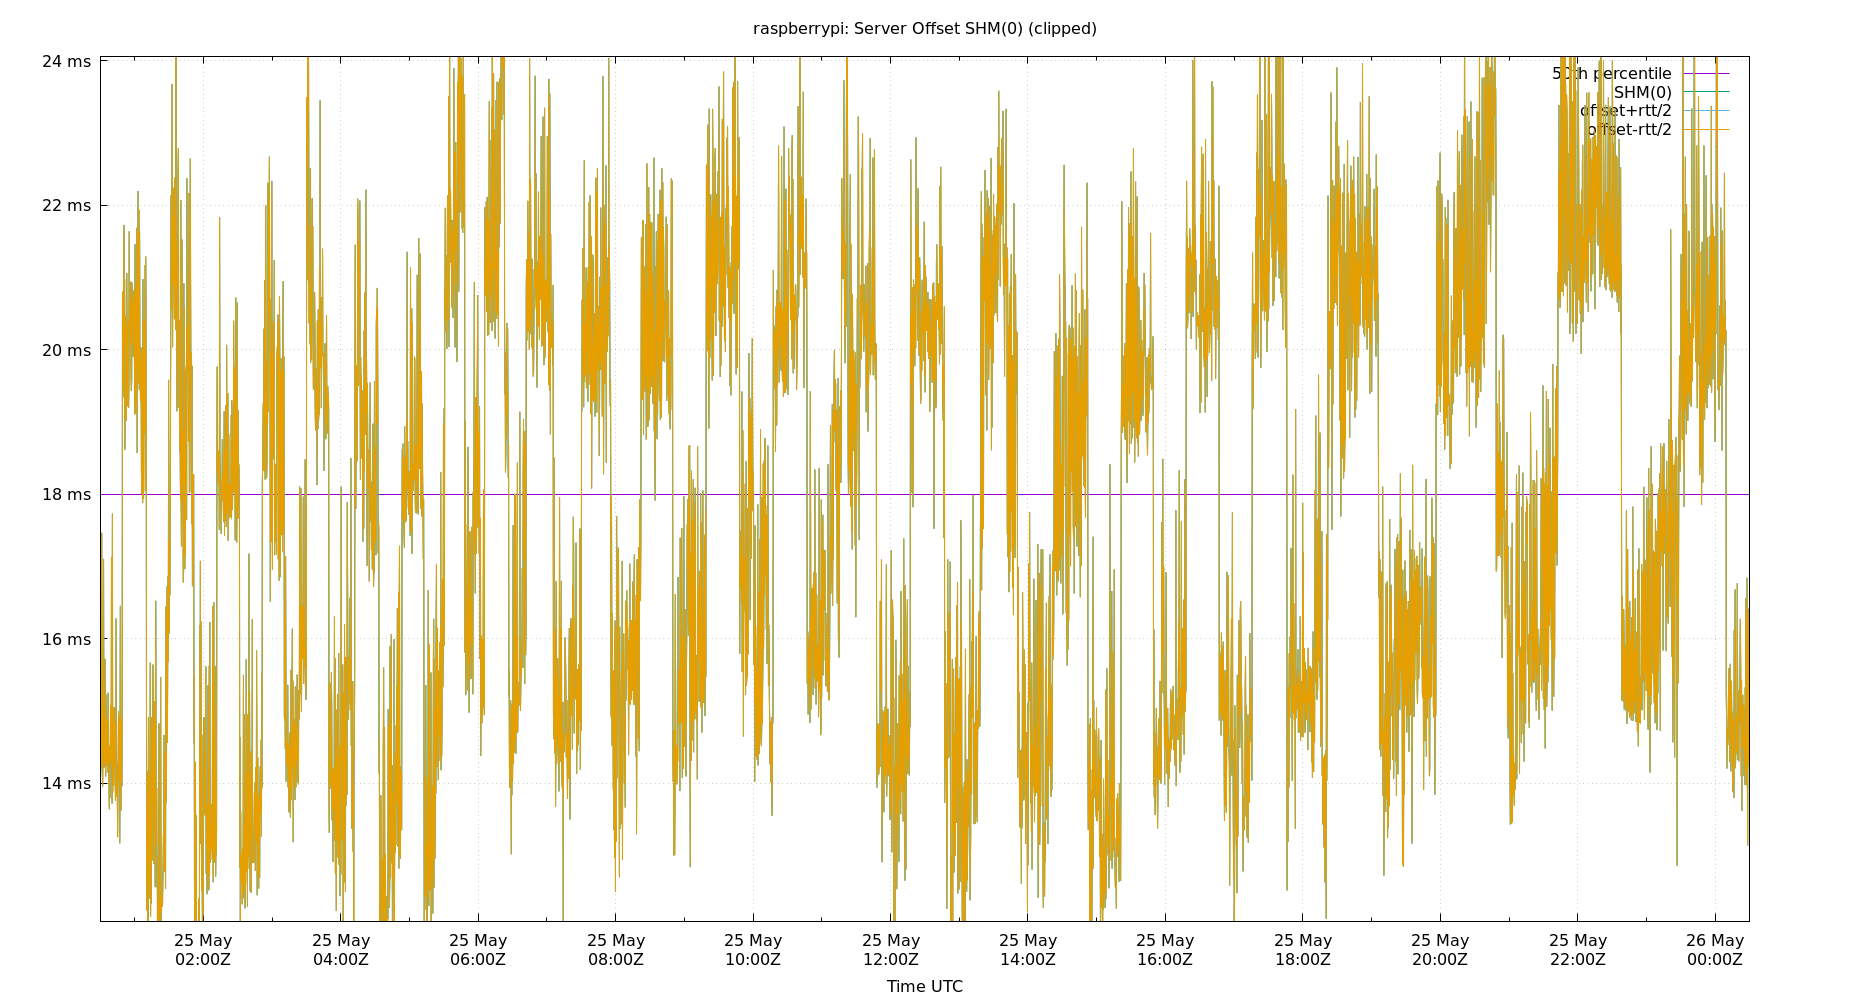 raspberrypi: Server Offset SHM(0) (clipped)
24 ms
22 ms
20 ms
18 ms
16 ms
14 ms
50th percentile
SHM(0)
offset+rtt/2
offset-rtt/2
25 May 02:00Z
25 May 04:00Z
25 May 06:00Z
25 May 08:00Z
25 May 10:00Z
25 May 12:00Z
25 May 14:00Z
25 May 16:00Z
25 May 18:00Z
25 May 20:00Z
25 May 22:00Z
26 May 00:00Z
Time UTC